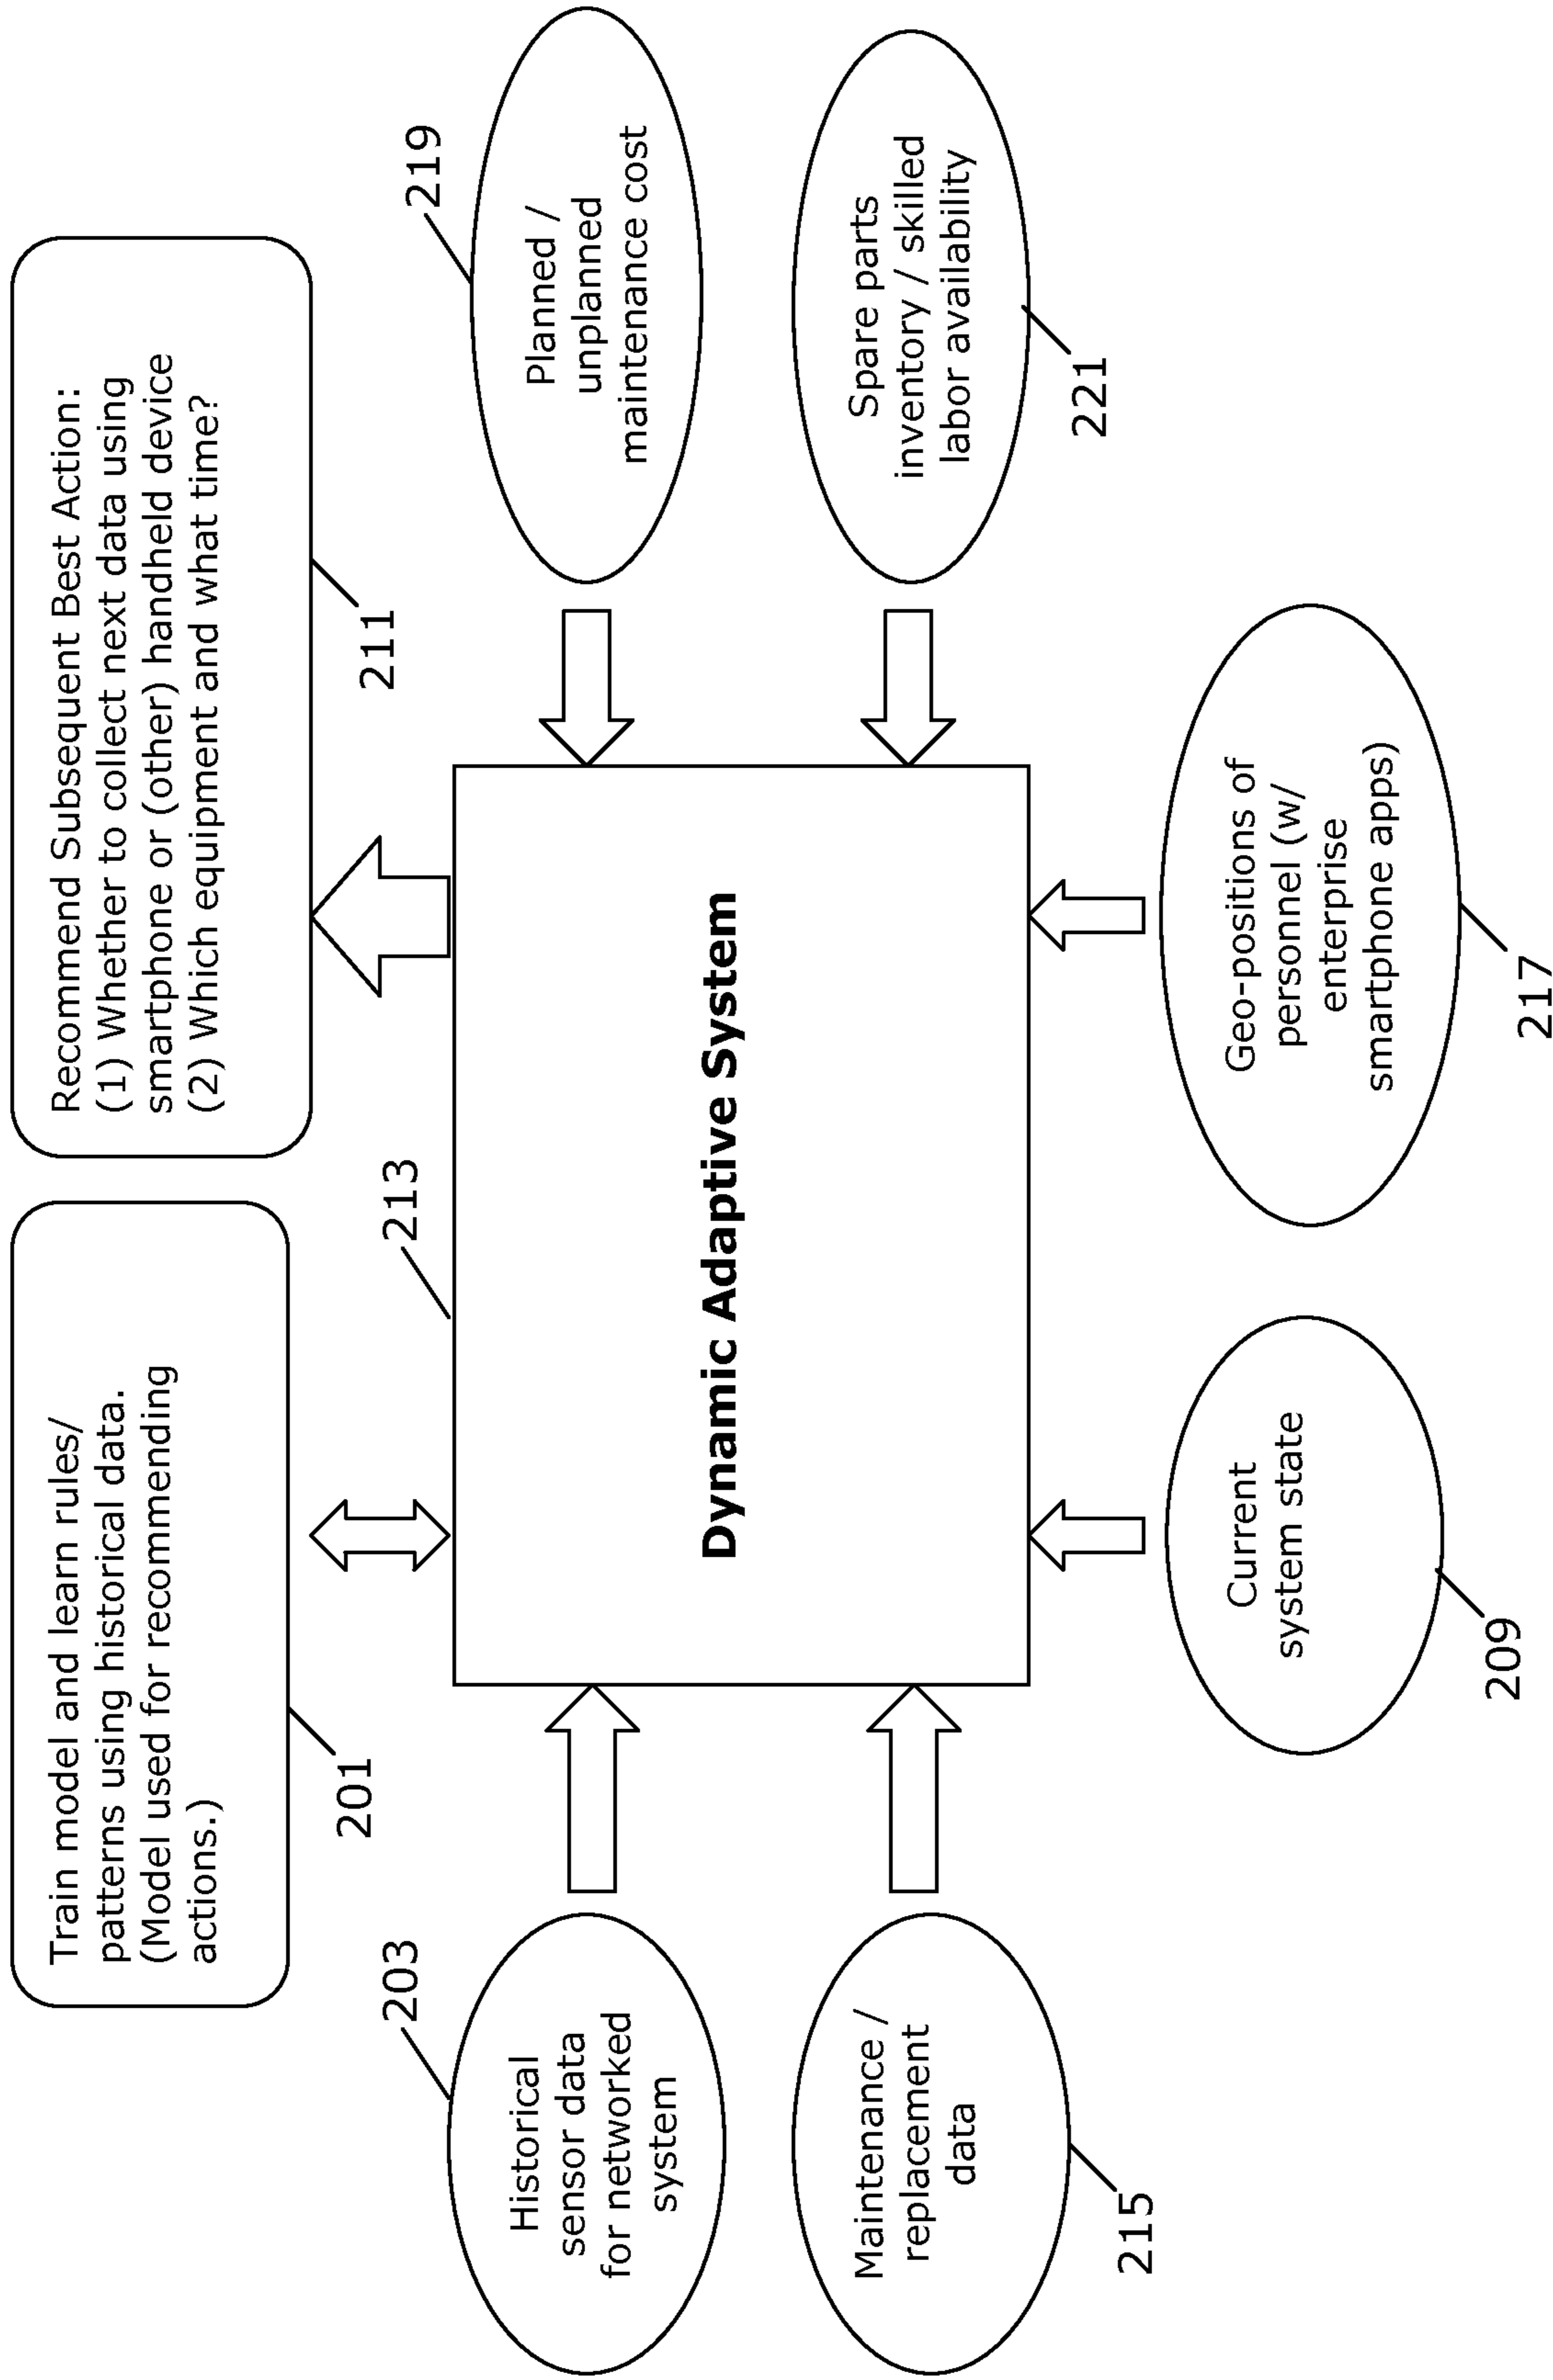 Train model and learn rules/
patterns using historical data.
(Model used for recommending
actions.)
201
Recommend Subsequent Best Action:
(1) Whether to collect next data using
smartphone or (other) handheld device
(2) Which equipment and what time?
211
203
Historical
sensor data
for networked
system
213
Dynamic Adaptive System
219
Planned /
unplanned
maintenance cost
Maintenance /
replacement
data
215
Spare parts
inventory / skilled
labor availability
221
Current
system state
209
Geo-positions of
personnel (w/
enterprise
smartphone apps)
217